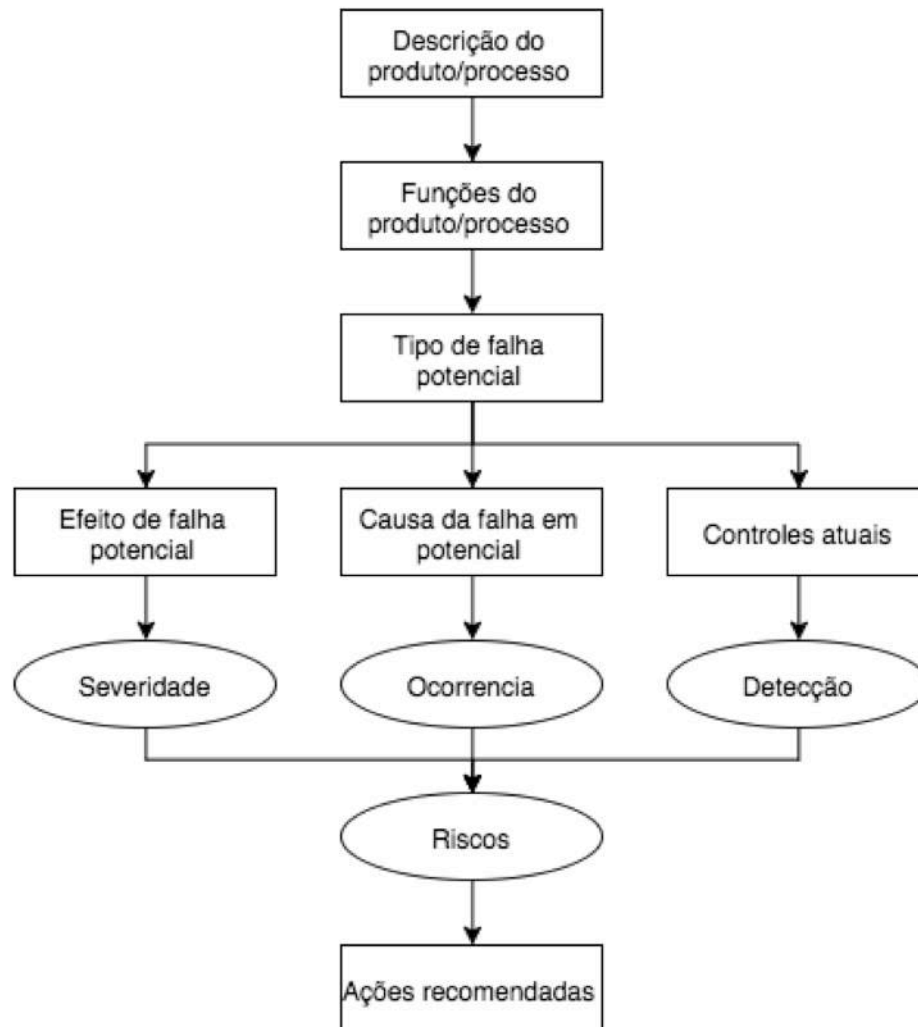 Descrição do
produto/processo
Funções do
produto/processo
Tipo de falha
potencial
Efeito de falha
potencial
Causa da falha em
potencial
Controles atuais
Severidade
Ocorrencia
Detecção
Riscos
Ações recomendadas